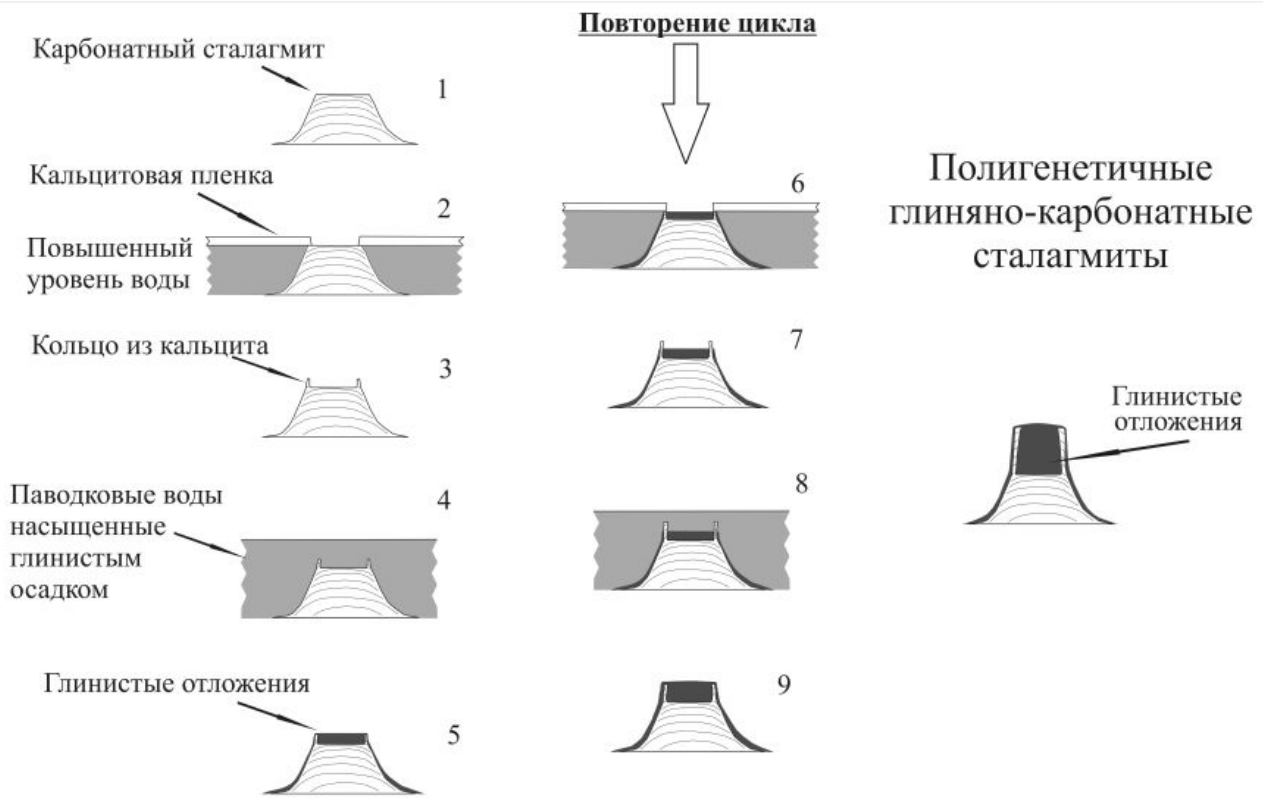 Карбонатный сталагмит
1
Кальцитовая пленка
2
Повышенный
уровень воды
Кольцо из кальцита
3
Паводковые воды
насыщенные
глинистым
осадком
4
Глинистые отложения
5
Повторение цикла
6
7
8
9
Полигенетичные
глиняно-карбонатные
сталагмиты
Глинистые
отложения